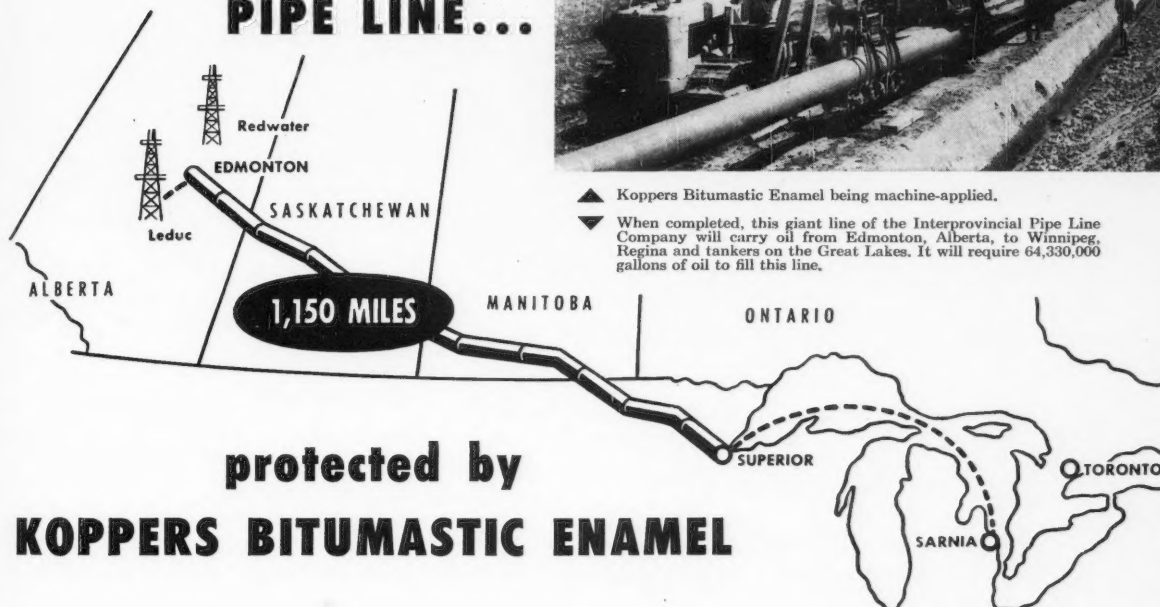 PIPE LINE...
Koppers Bitumastic Enamel being machine-applied.
When completed, this giant line of the Interprovincial Pipe Line
Company will carry oil from Edmonton, Alberta, to Winnipeg,
Regina and tankers on the Great Lakes. It will require 64,330,000
gallons of oil to fill this line.
Redwater
EDMONTON
Leduc
SASKATCHEWAN
ALBERTA
1,150 MILES
MANITOBA
ONTARIO
SUPERIOR
TORONTO
SARNIA
protected by
KOPPERS BITUMASTIC ENAMEL